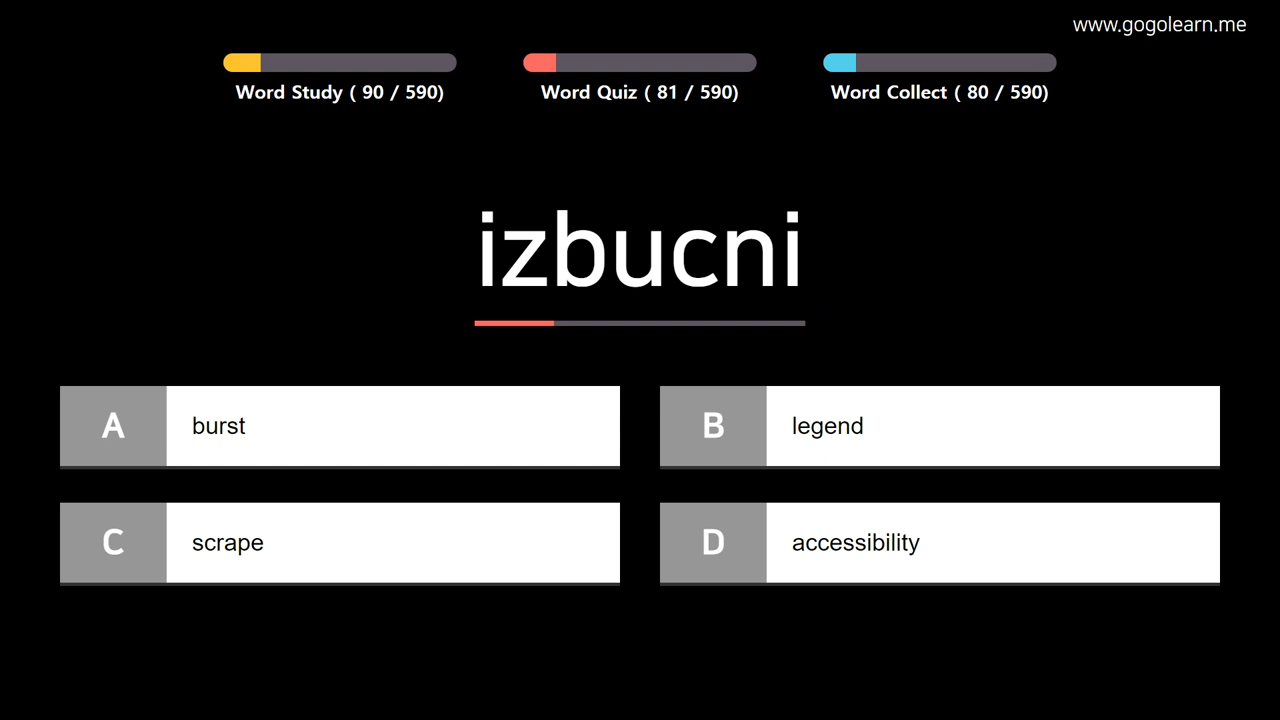 www.gogolearn.me
Word Study ( 90 / 590)
Word Quiz ( 81 / 590)
Word Collect ( 80 / 590)
izbucni
A burst
B legend
C scrape
D accessibility